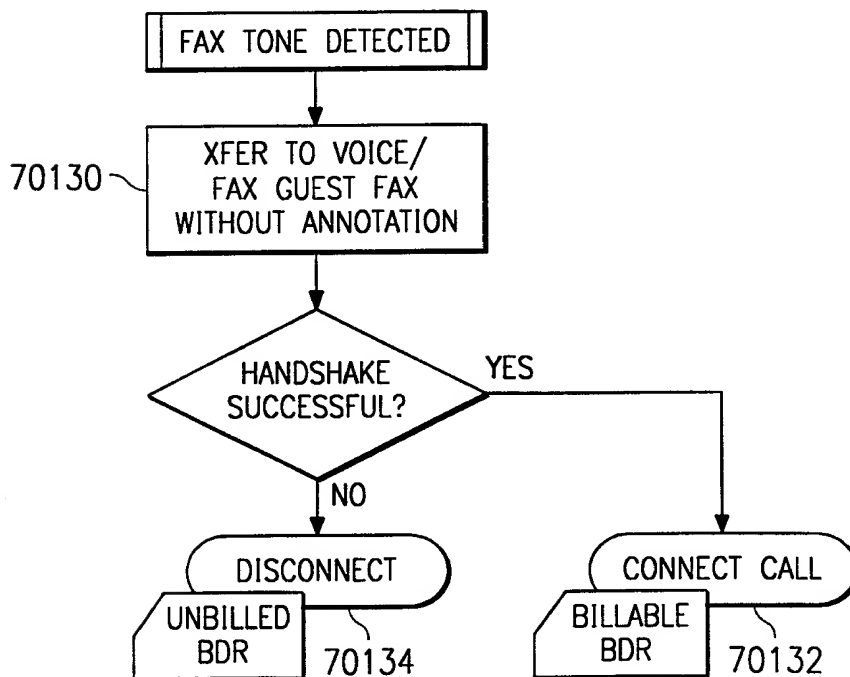 FAX TONE DETECTED
70130
XFER TO VOICE/
FAX GUEST FAX
WITHOUT ANNOTATION
HANDSHAKE
SUCCESSFUL?
YES
NO
DISCONNECT
UNBILLED
BDR
70134
CONNECT CALL
BILLABLE
BDR
70132